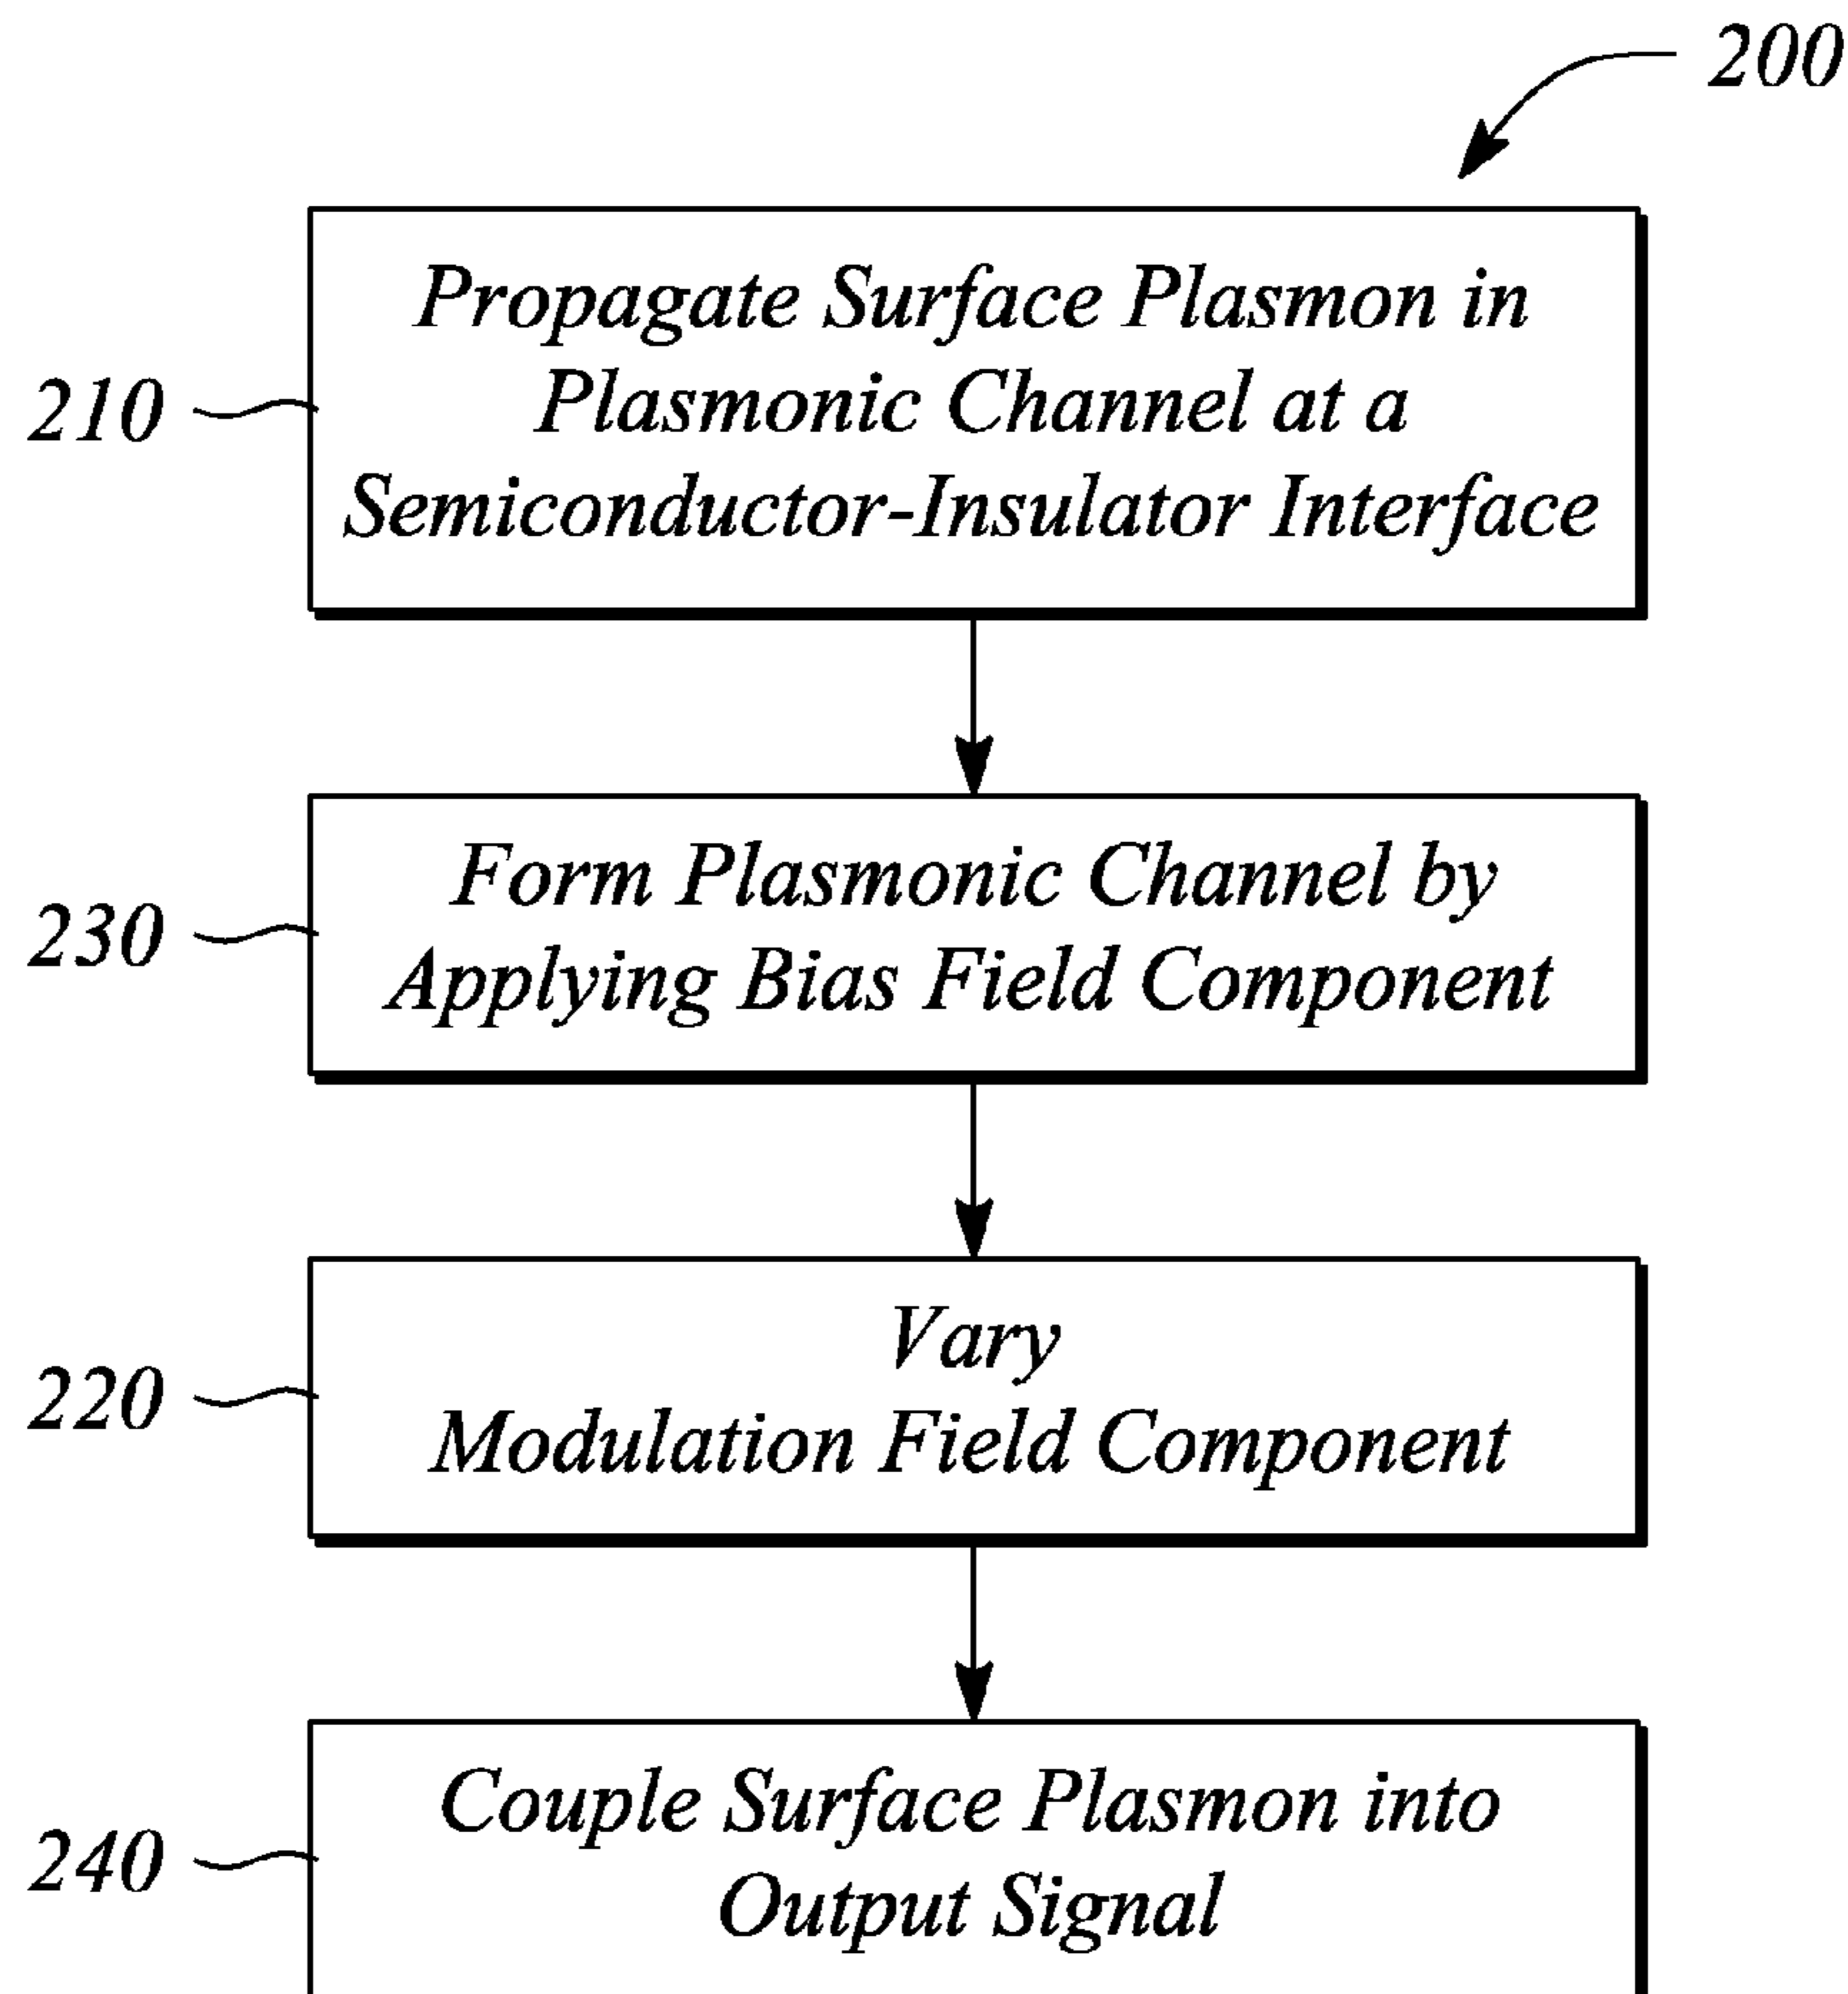 200
Propagate Surface Plasmon in
Plasmonic Channel at a
Semiconductor-Insulator Interface
210
Form Plasmonic Channel by
Applying Bias Field Component
230
Vary
Modulation Field Component
220
Couple Surface Plasmon into
Output Signal
240